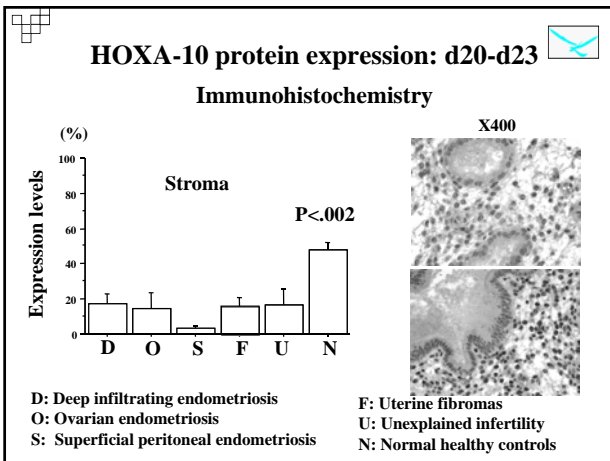 HOXA-10 protein expression: d20-d23
Immunohistochemistry
(%)
X400
100
80
60
40
20
0
Expression levels
Stroma
P<.002
D O S F U N
D: Deep infiltrating endometriosis
O: Ovarian endometriosis
S: Superficial peritoneal endometriosis
F: Uterine fibromas
U: Unexplained infertility
N: Normal healthy controls